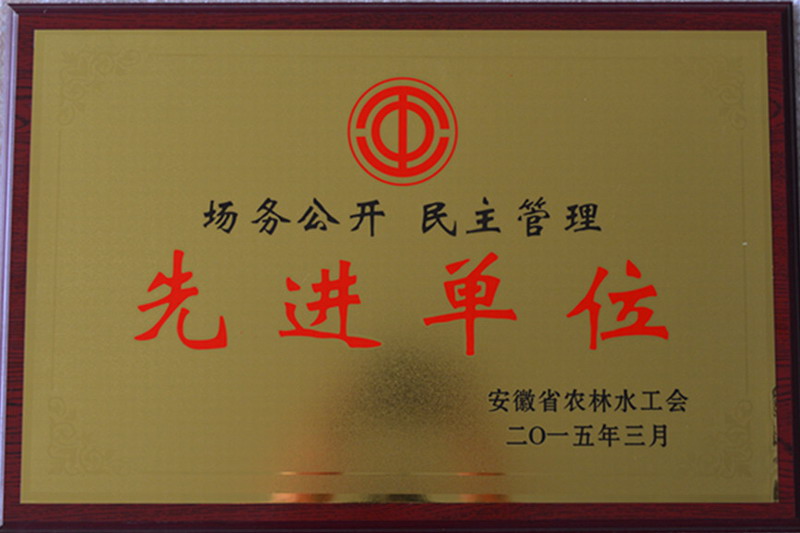 场务公开 民主管理
先进单位
安徽省农林水工会
二O一五年三月